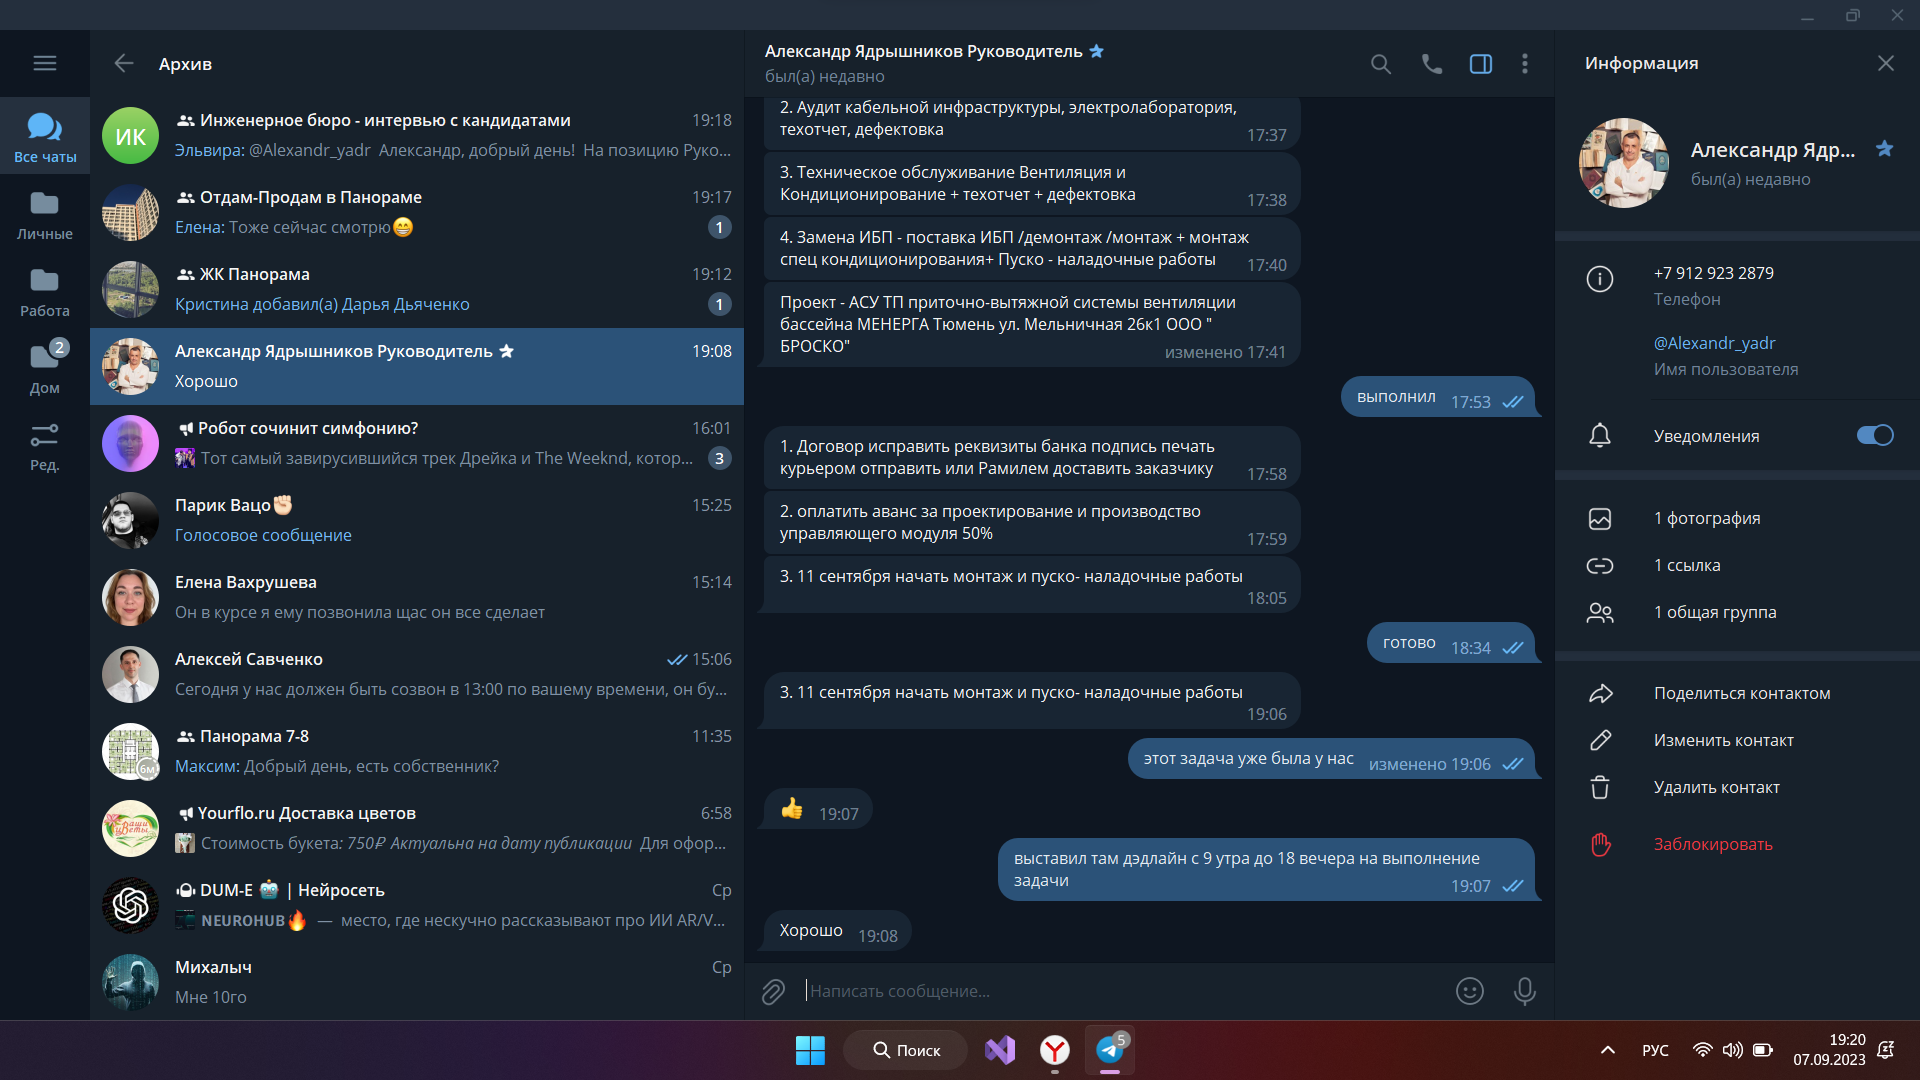 Архив
Все чаты
Личные
Работа
2
Дом
Ред.
ИК
Инженерное бюро - интервью с кандидатами 19:18
Эльвира: @Alexandr_yadr Александр, добрый день! На позицию Руко...
Отдам-Продам в Панораме 19:17
Елена: Тоже сейчас смотрю😁 1
ЖК Панорама 19:12
Кристина добавил(а) Дарья Дьяченко 1
Александр Ядрышников Руководитель 19:08
Хорошо
Робот сочинит симфонию? 16:01
Тот самый завирусившийся трек Дрейка и The Weeknd, котор... 3
Парик Вацо✊🏻 15:25
Голосовое сообщение
Елена Вахрушева 15:14
Он в курсе я ему позвонила щас он все сделает
Алексей Савченко 15:06
Сегодня у нас должен быть созвон в 13:00 по вашему времени, он бу...
Панорама 7-8 11:35
Максим: Добрый день, есть собственник?
6м
Yourflo.ru Доставка цветов 6:58
Стоимость букета: 750₽ Актуальна на дату публикации Для офор...
DUM-E 🤖 | Нейросеть Ср
NEUROHUB🔥 — место, где нескучно рассказывают про ИИ AR/V...
Михалыч Ср
Мне 10го
Александр Ядрышников Руководитель
был(а) недавно
2. Аудит кабельной инфраструктуры, электролаборатория,
техотчет, дефектовка 17:37
3. Техническое обслуживание Вентиляция и
Кондиционирование + техотчет + дефектовка 17:38
4. Замена ИБП - поставка ИБП /демонтаж /монтаж + монтаж
спец кондиционирования+ Пуско - наладочные работы 17:40
Проект - АСУ ТП приточно-вытяжной системы вентиляции
бассейна МЕНЕРГА Тюмень ул. Мельничная 26к1 ООО "
БРОСКО" изменено 17:41
выполнил 17:53
1. Договор исправить реквизиты банка подпись печать
курьером отправить или Рамилем доставить заказчику 17:58
2. оплатить аванс за проектирование и производство
управляющего модуля 50% 17:59
3. 11 сентября начать монтаж и пуско- наладочные работы
18:05
готово 18:34
3. 11 сентября начать монтаж и пуско- наладочные работы
19:06
этот задача уже была у нас изменено 19:06
👍 19:07
выставил там дэдлайн с 9 утра до 18 вечера на выполнение
задачи 19:07
Хорошо 19:08
Написать сообщение...
Информация
Александр Ядр...
был(а) недавно
+7 912 923 2879
Телефон
@Alexandr_yadr
Имя пользователя
Уведомления
1 фотография
1 ссылка
1 общая группа
Поделиться контактом
Изменить контакт
Удалить контакт
Заблокировать
Поиск
5
РУС
19:20
07.09.2023